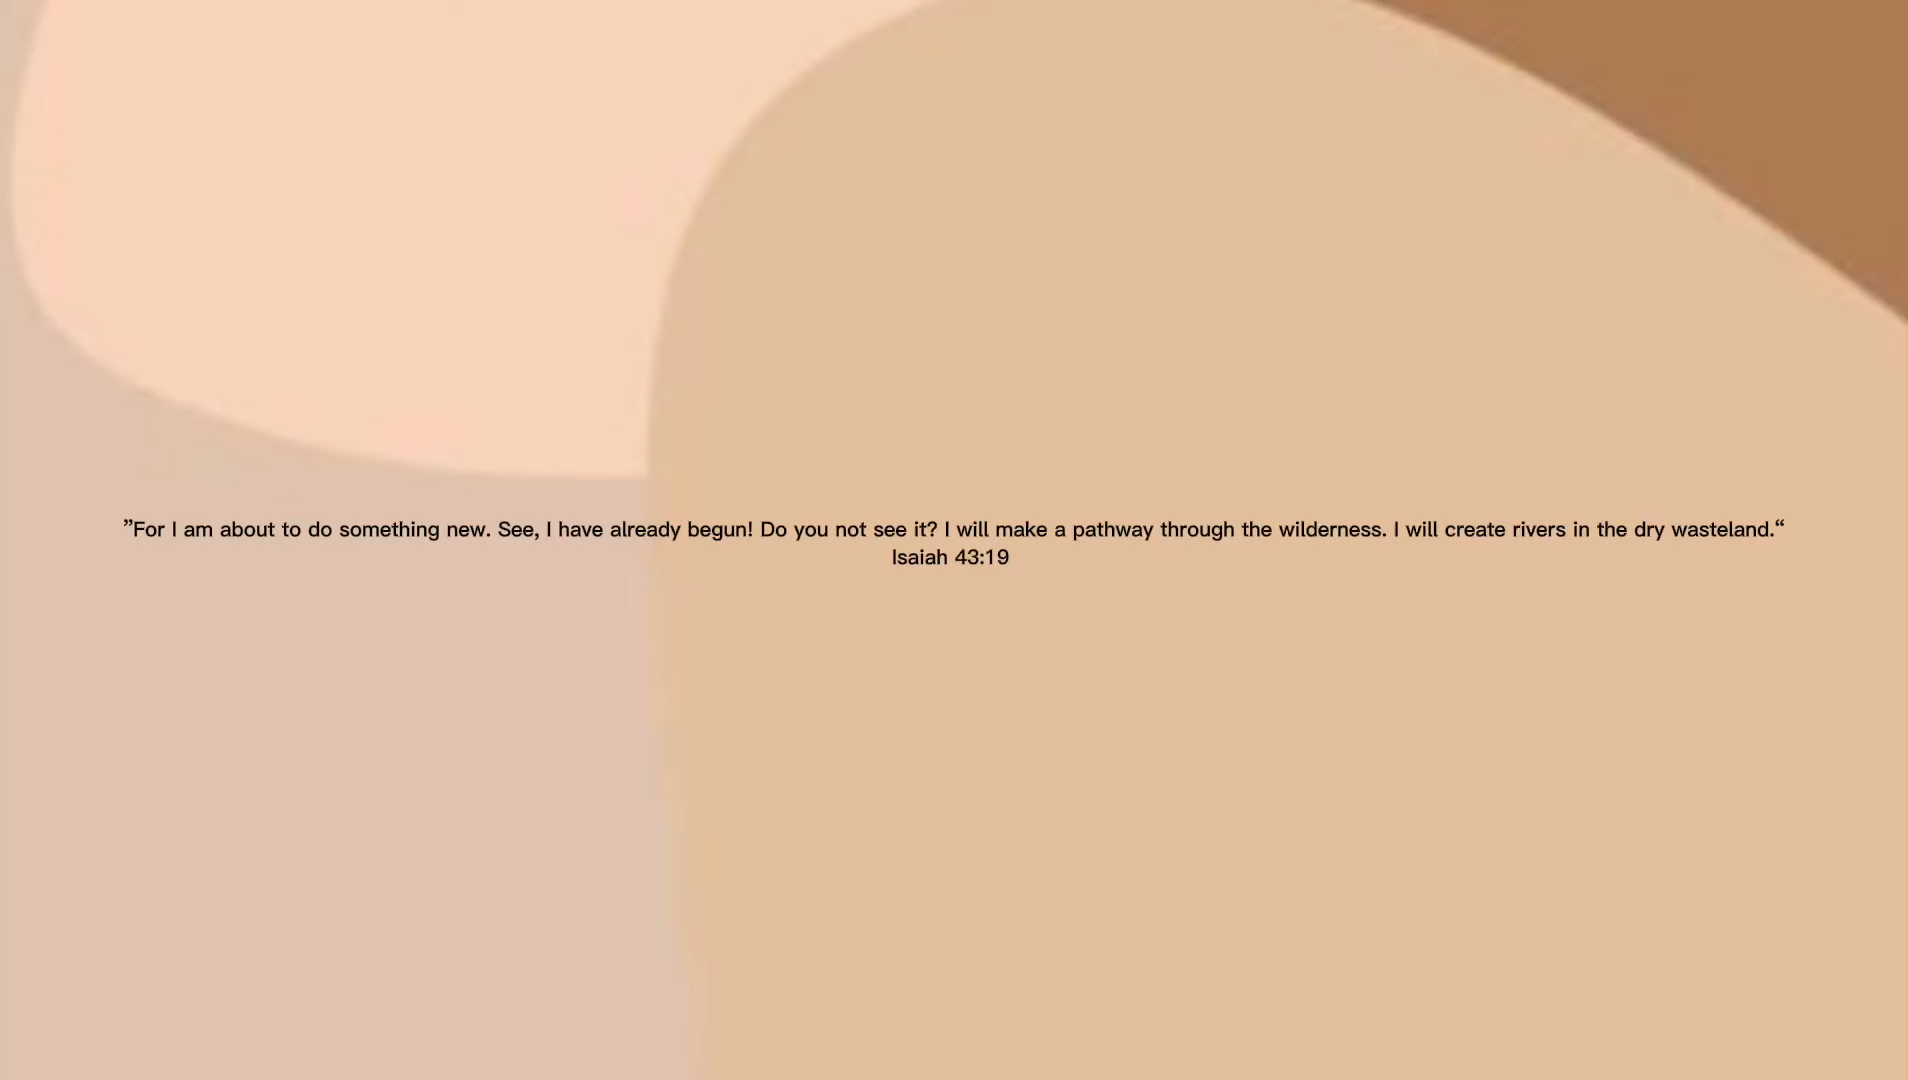 ”For I am about to do something new. See, I have already begun! Do you not see it? I will make a pathway through the wilderness. I will create rivers in the dry wasteland.“
Isaiah 43:19